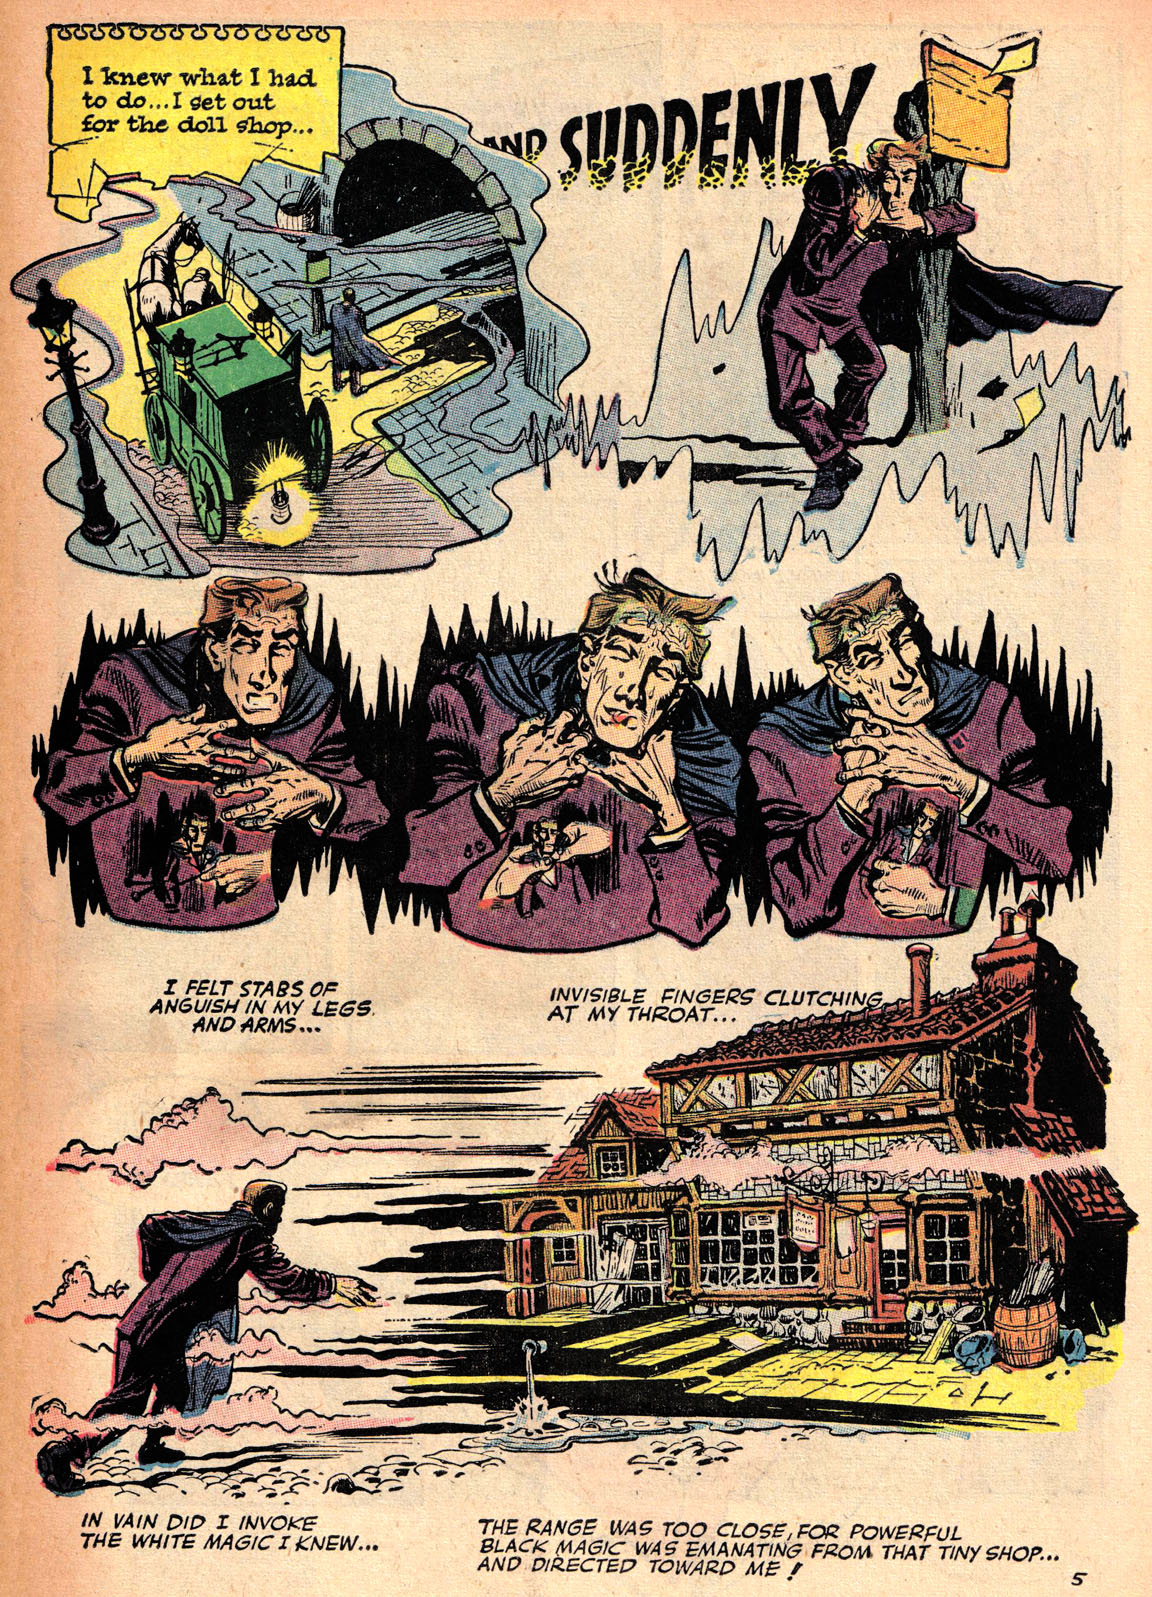 I knew what I had
to do...I set out
for the doll shop...
AND SUDDENLY
I FELT STABS OF
ANGUISH IN MY LEGS
AND ARMS...
INVISIBLE FINGERS CLUTCHING
AT MY THROAT...
IN VAIN DID I INVOKE
THE WHITE MAGIC I KNEW...
THE RANGE WAS TOO CLOSE, FOR POWERFUL
BLACK MAGIC WAS EMANATING FROM THAT TINY SHOP...
AND DIRECTED TOWARD ME!
5